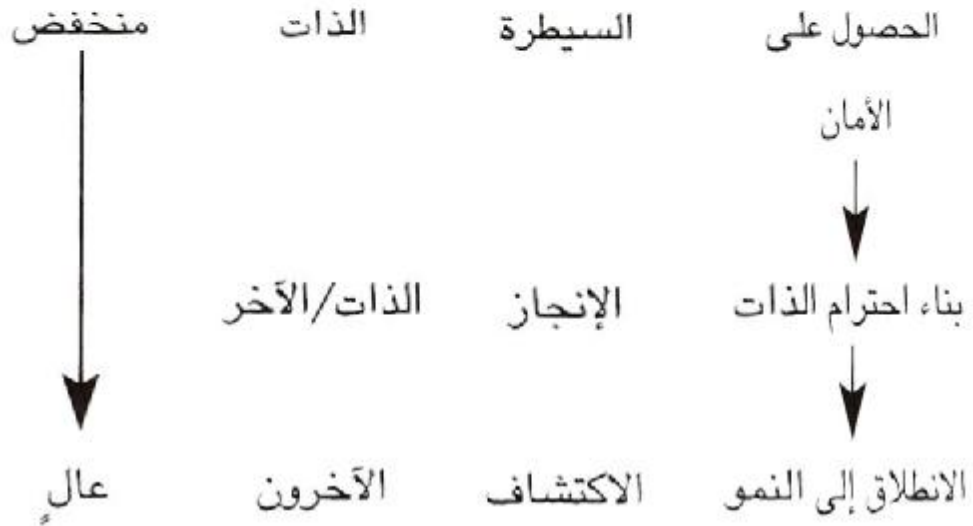 الحصول على السيطرة الذات منخفض
الأمان
بناء احترام الذات الإنجاز الذات/الآخر
الانطلاق إلى النمو الاكتشاف الآخرون عالٍ